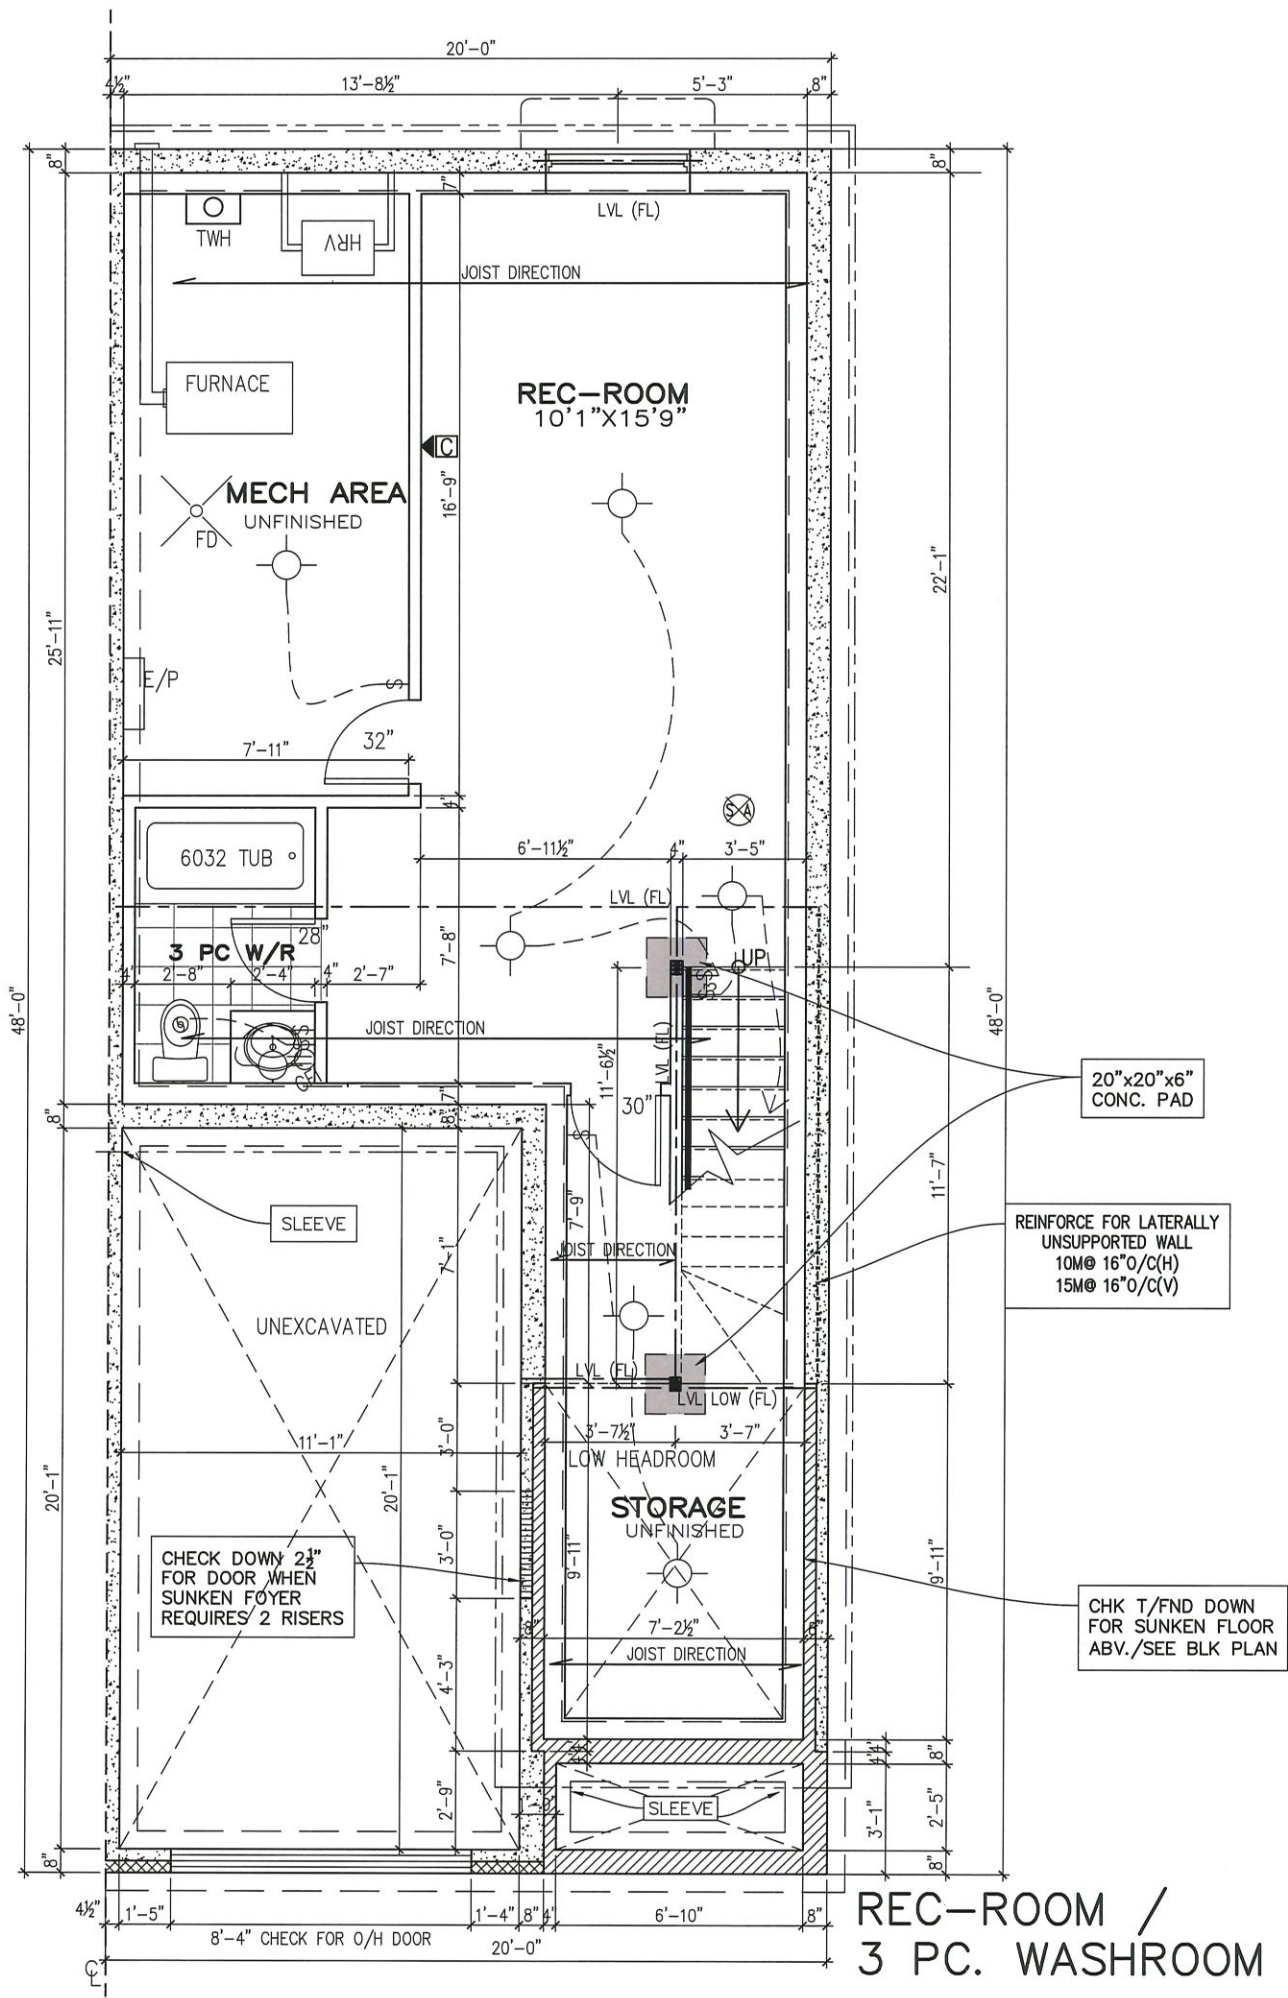 20'-0"
4½"
13'-8½"
5'-3"
8"
8"
8"
7"
LVL (FL)
TWH
HRV
JOIST DIRECTION
FURNACE
REC-ROOM
10'1"X15'9"
C
MECH AREA
UNFINISHED
FD
16'-9"
22'-1"
25'-11"
E/P
S
7'-11"
32"
4"
SA
6032 TUB
6'-11½"
4"
3'-5"
LVL (FL)
3 PC W/R
28"
7'-8"
UP
4"
2'-8"
2'-4"
4"
2'-7"
48'-0"
48'-0"
JOIST DIRECTION
LVL (FL)
11'-6½"
20"x20"x6"
CONC. PAD
30"
7"
8"
8"
S
11'-7"
7'-9"
SLEEVE
REINFORCE FOR LATERALLY
UNSUPPORTED WALL
10M@ 16"O/C(H)
15M@ 16"O/C(V)
7'-1"
JOIST DIRECTION
UNEXCAVATED
LVL (FL)
LVL LOW (FL)
3'-7½"
3'-7"
11'-1"
3'-0"
LOW HEADROOM
20'-1"
20'-1"
STORAGE
UNFINISHED
3'-0"
9'-11"
9'-11"
CHECK DOWN 2½"
FOR DOOR WHEN
SUNKEN FOYER
REQUIRES 2 RISERS
CHK T/FND DOWN
FOR SUNKEN FLOOR
ABV./SEE BLK PLAN
8"
7'-2½"
8"
JOIST DIRECTION
4'-3"
4"
4"
4"
4"
8"
2'-9"
SLEEVE
3'-1"
2'-5"
8"
8"
4½"
1'-5"
1'-4"
8"
4"
6'-10"
8"
8'-4" CHECK FOR O/H DOOR
20'-0"
REC-ROOM /
3 PC. WASHROOM